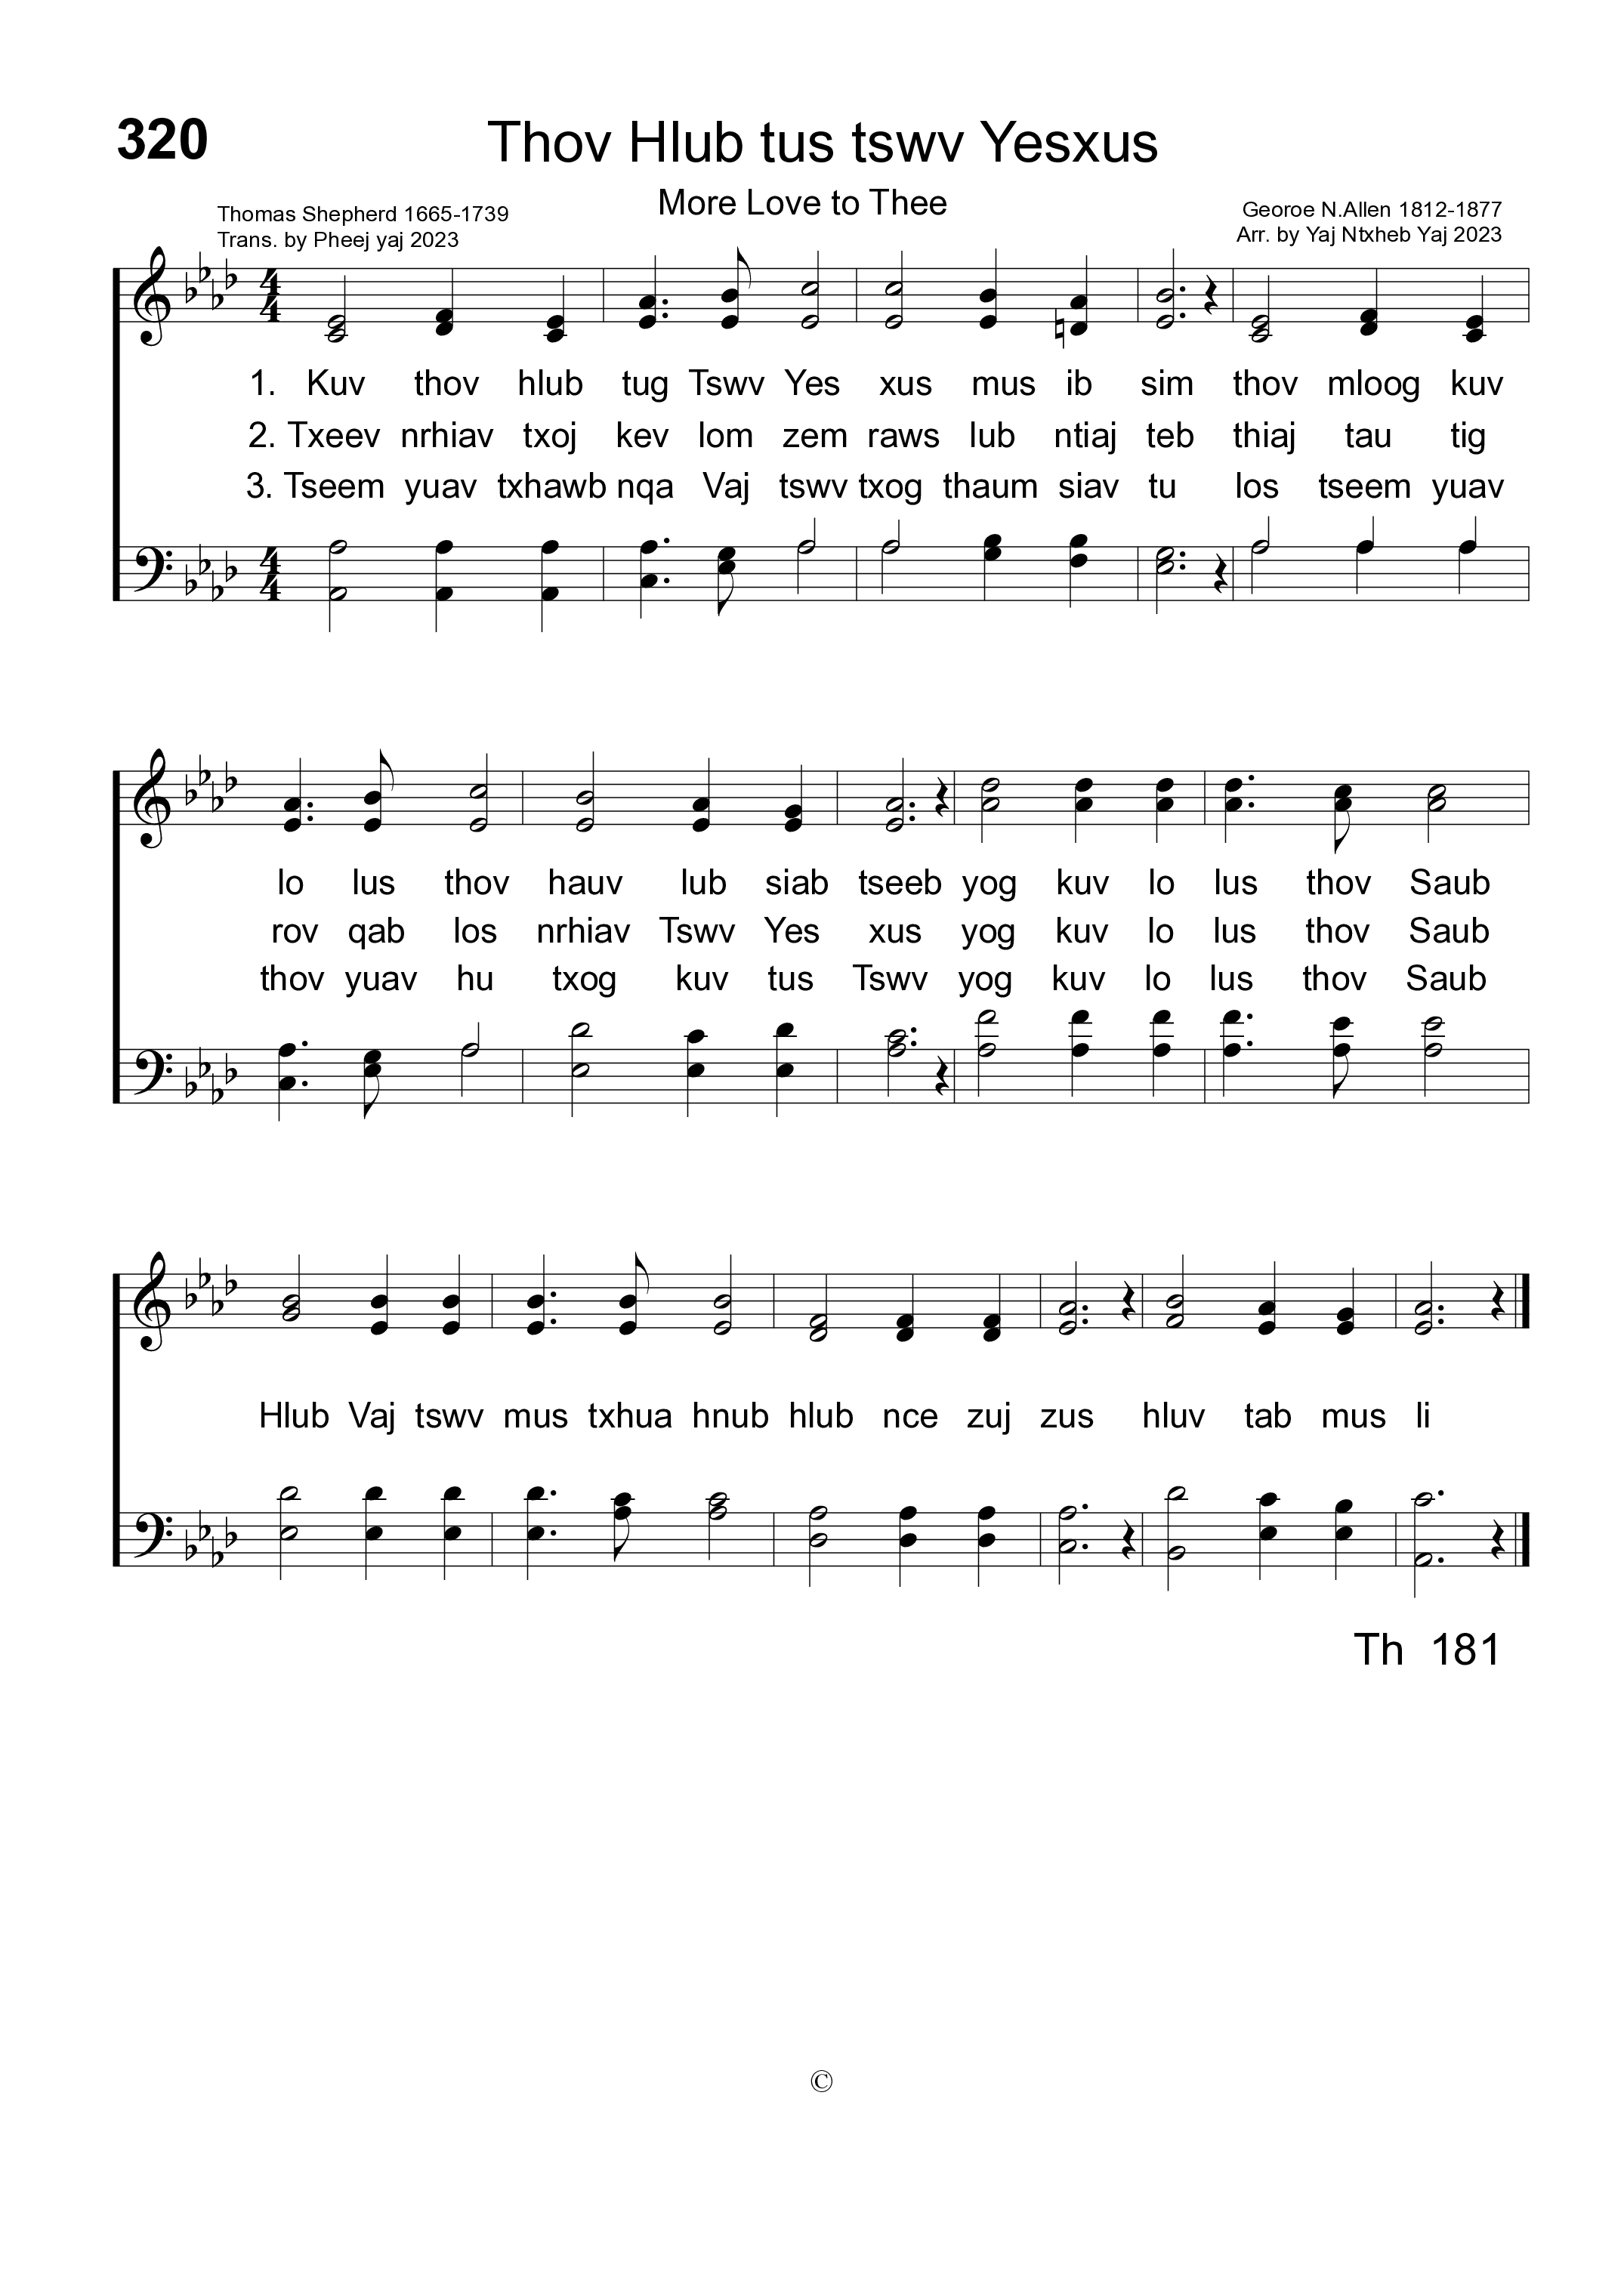 320
Thov Hlub tus tswv Yesxus
More Love to Thee
Thomas Shepherd 1665-1739
Trans. by Pheej yaj 2023
Georoe N.Allen 1812-1877
Arr. by Yaj Ntxheb Yaj 2023
1. Kuv thov hlub tug Tswv Yes xus mus ib sim thov mloog kuv
2. Txeev nrhiav txoj kev lom zem raws lub ntiaj teb thiaj tau tig
3. Tseem yuav txhawb nqa Vaj tswv txog thaum siav tu los tseem yuav
lo lus thov hauv lub siab tseeb yog kuv lo lus thov Saub
rov qab los nrhiav Tswv Yes xus yog kuv lo lus thov Saub
thov yuav hu txog kuv tus Tswv yog kuv lo lus thov Saub
Hlub Vaj tswv mus txhua hnub hlub nce zuj zus hluv tab mus li
Th 181
©